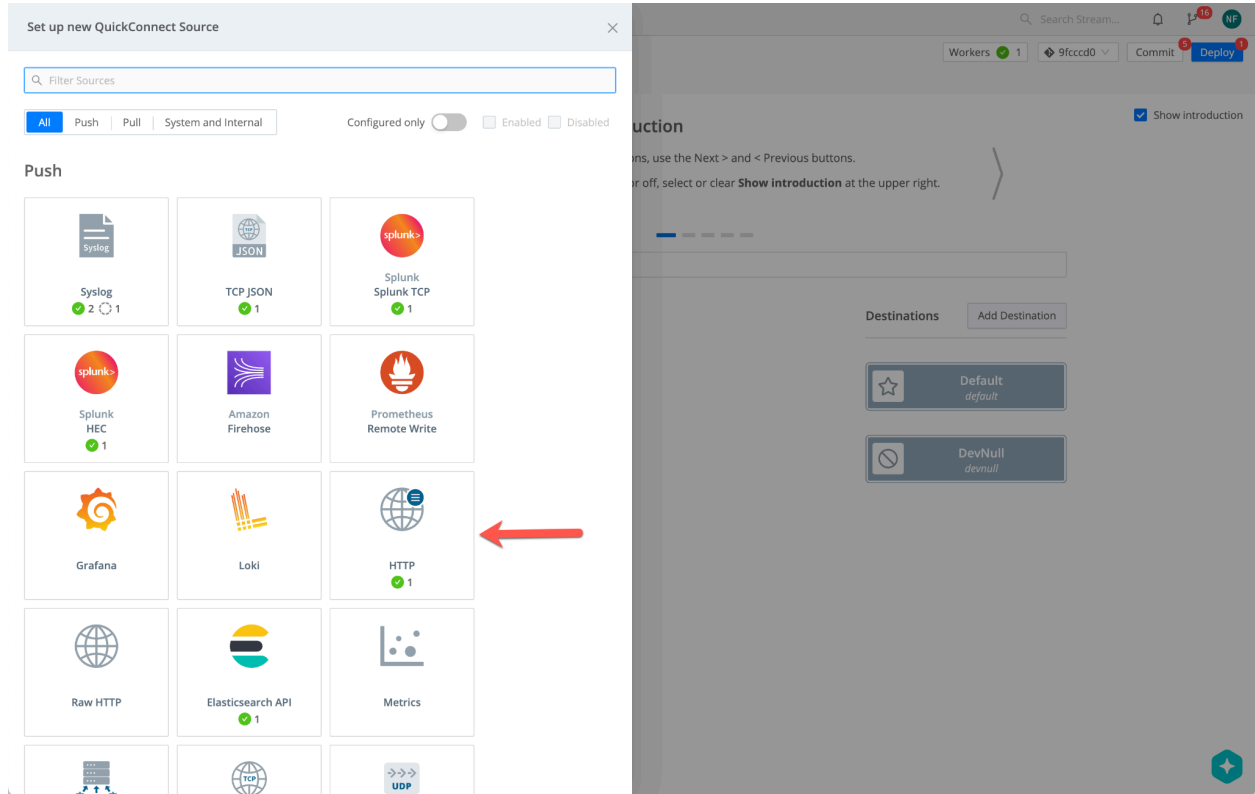 Set up new QuickConnect Source
Search Stream...
16
NF
Workers 1
9fcccd0
Commit
5
Deploy
1
Filter Sources
All
Push
Pull
System and Internal
Configured only
Enabled
Disabled
Show introduction
uction
ons, use the Next > and < Previous buttons.
or off, select or clear Show introduction at the upper right.
Push
Syslog
Syslog
2 1
JSON
TCP JSON
1
splunk>
Splunk
Splunk TCP
1
Destinations
Add Destination
Default
default
DevNull
devnull
splunk>
Splunk
HEC
1
Amazon
Firehose
Prometheus
Remote Write
Grafana
Loki
HTTP
1
Raw HTTP
Elasticsearch API
1
Metrics
TCP
UDP